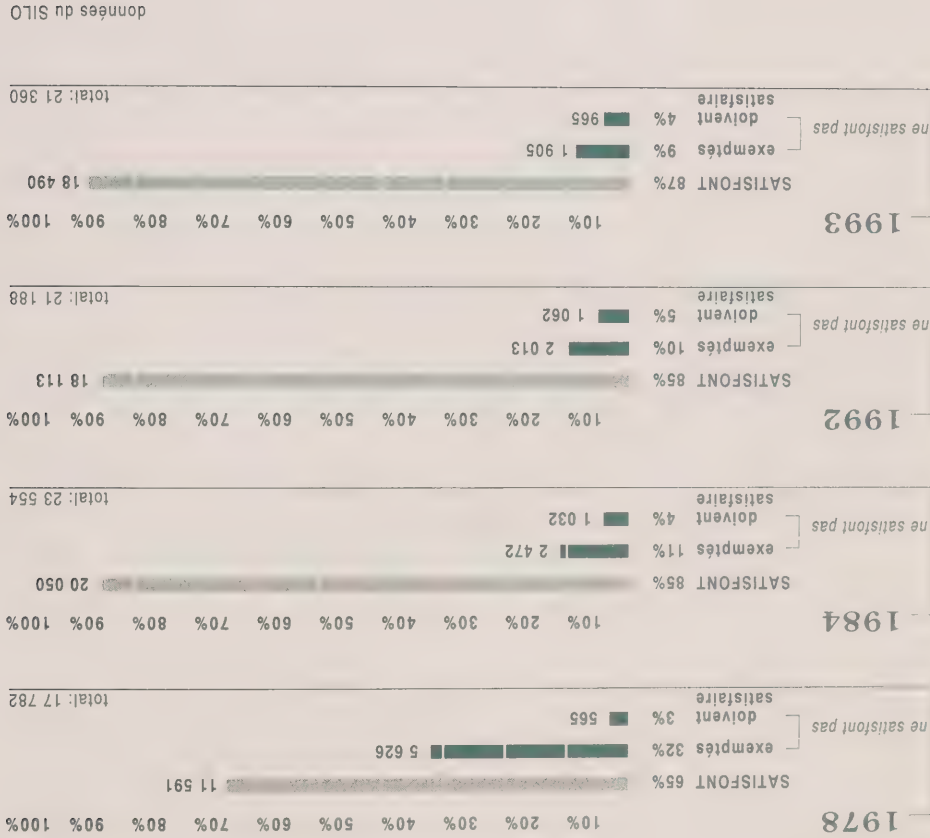 1978
10% 20% 30% 40% 50% 60% 70% 80% 90% 100%
SATISFONT 65% 11 591
ne satisfont pas
exemptés 32% 5 626
doivent satisfaire 3% 565
total: 17 782
1984
10% 20% 30% 40% 50% 60% 70% 80% 90% 100%
SATISFONT 85% 20 050
ne satisfont pas
exemptés 11% 2 472
doivent satisfaire 4% 1 032
total: 23 554
1992
10% 20% 30% 40% 50% 60% 70% 80% 90% 100%
SATISFONT 85% 18 113
ne satisfont pas
exemptés 10% 2 013
doivent satisfaire 5% 1 062
total: 21 188
1993
10% 20% 30% 40% 50% 60% 70% 80% 90% 100%
SATISFONT 87% 18 490
ne satisfont pas
exemptés 9% 1 905
doivent satisfaire 4% 965
total: 21 360
données du SILO